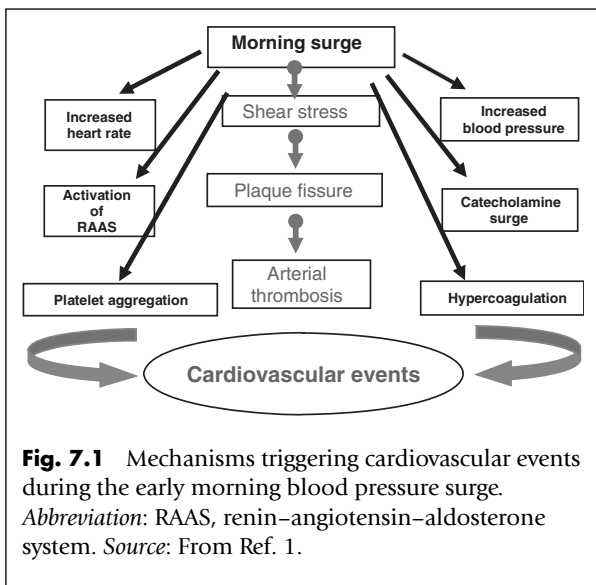 Morning surge
Increased
heart rate
Shear stress
Increased
blood pressure
Activation
of
RAAS
Plaque fissure
Catecholamine
surge
Platelet aggregation
Arterial
thrombosis
Hypercoagulation
Cardiovascular events
Fig. 7.1 Mechanisms triggering cardiovascular events
during the early morning blood pressure surge.
Abbreviation: RAAS, renin–angiotensin–aldosterone
system. Source: From Ref. 1.